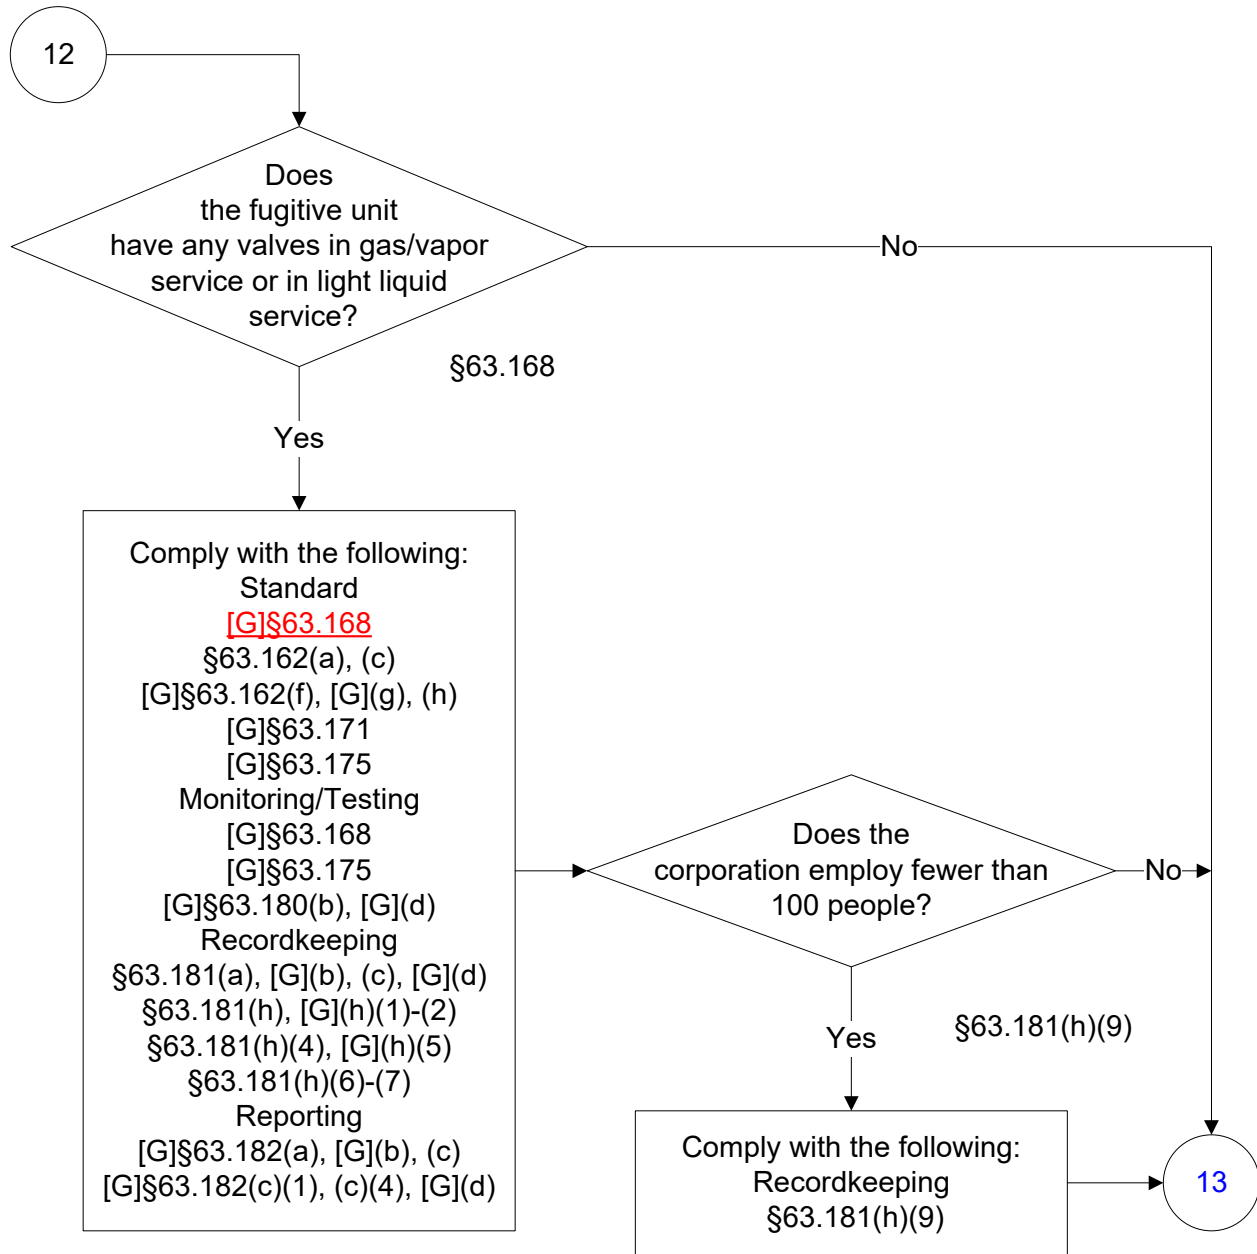 12
Does
the fugitive unit
have any valves in gas/vapor
service or in light liquid
service?
No
§63.168
Yes
Comply with the following:
Standard
[G]§63.168
§63.162(a), (c)
[G]§63.162(f), [G](g), (h)
[G]§63.171
[G]§63.175
Monitoring/Testing
[G]§63.168
[G]§63.175
[G]§63.180(b), [G](d)
Recordkeeping
§63.181(a), [G](b), (c), [G](d)
§63.181(h), [G](h)(1)-(2)
§63.181(h)(4), [G](h)(5)
§63.181(h)(6)-(7)
Reporting
[G]§63.182(a), [G](b), (c)
[G]§63.182(c)(1), (c)(4), [G](d)
Does the
corporation employ fewer than
100 people?
No
Yes
§63.181(h)(9)
Comply with the following:
Recordkeeping
§63.181(h)(9)
13